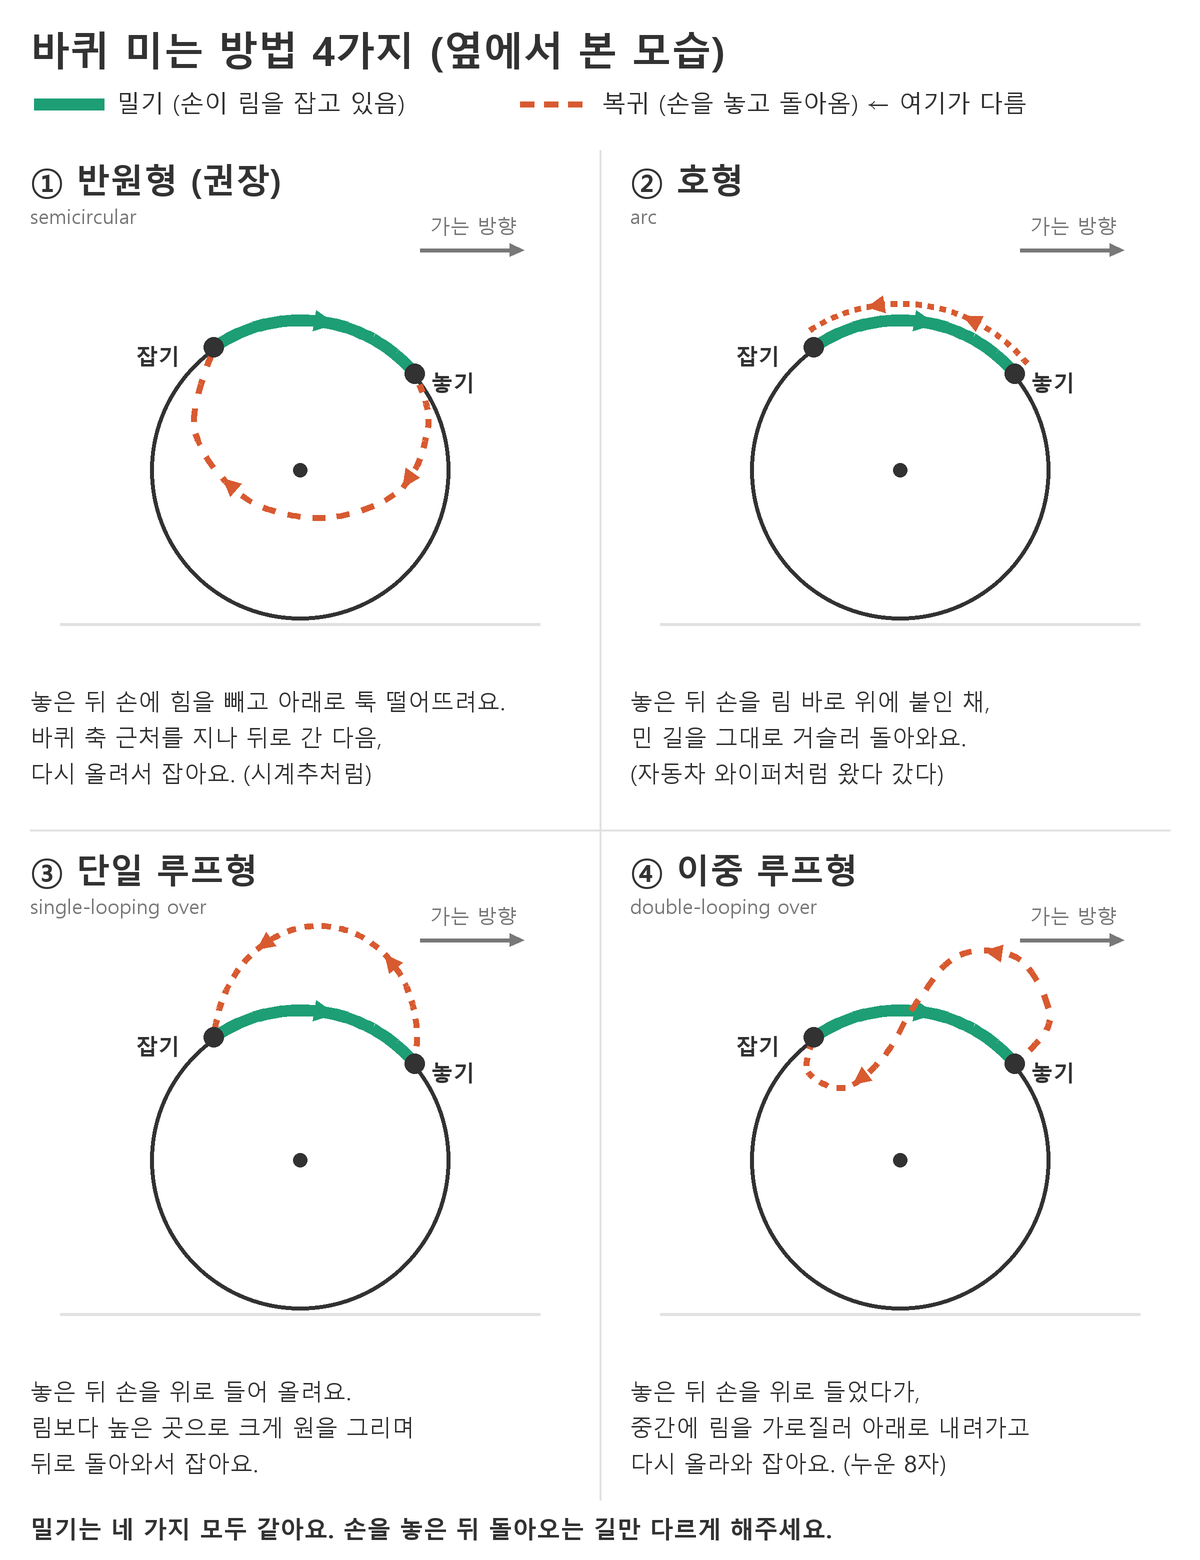 바퀴 미는 방법 4가지 (옆에서 본 모습)
밀기 (손이 림을 잡고 있음)
복귀 (손을 놓고 돌아옴) ← 여기가 다름
① 반원형 (권장)
semicircular
가는 방향
잡기
놓기
놓은 뒤 손에 힘을 빼고 아래로 툭 떨어뜨려요.
바퀴 축 근처를 지나 뒤로 간 다음,
다시 올려서 잡아요. (시계추처럼)
② 호형
arc
가는 방향
잡기
놓기
놓은 뒤 손을 림 바로 위에 붙인 채,
민 길을 그대로 거슬러 돌아와요.
(자동차 와이퍼처럼 왔다 갔다)
③ 단일 루프형
single-looping over
가는 방향
잡기
놓기
놓은 뒤 손을 위로 들어 올려요.
림보다 높은 곳으로 크게 원을 그리며
뒤로 돌아와서 잡아요.
④ 이중 루프형
double-looping over
가는 방향
잡기
놓기
놓은 뒤 손을 위로 들었다가,
중간에 림을 가로질러 아래로 내려가고
다시 올라와 잡아요. (누운 8자)
밀기는 네 가지 모두 같아요. 손을 놓은 뒤 돌아오는 길만 다르게 해주세요.